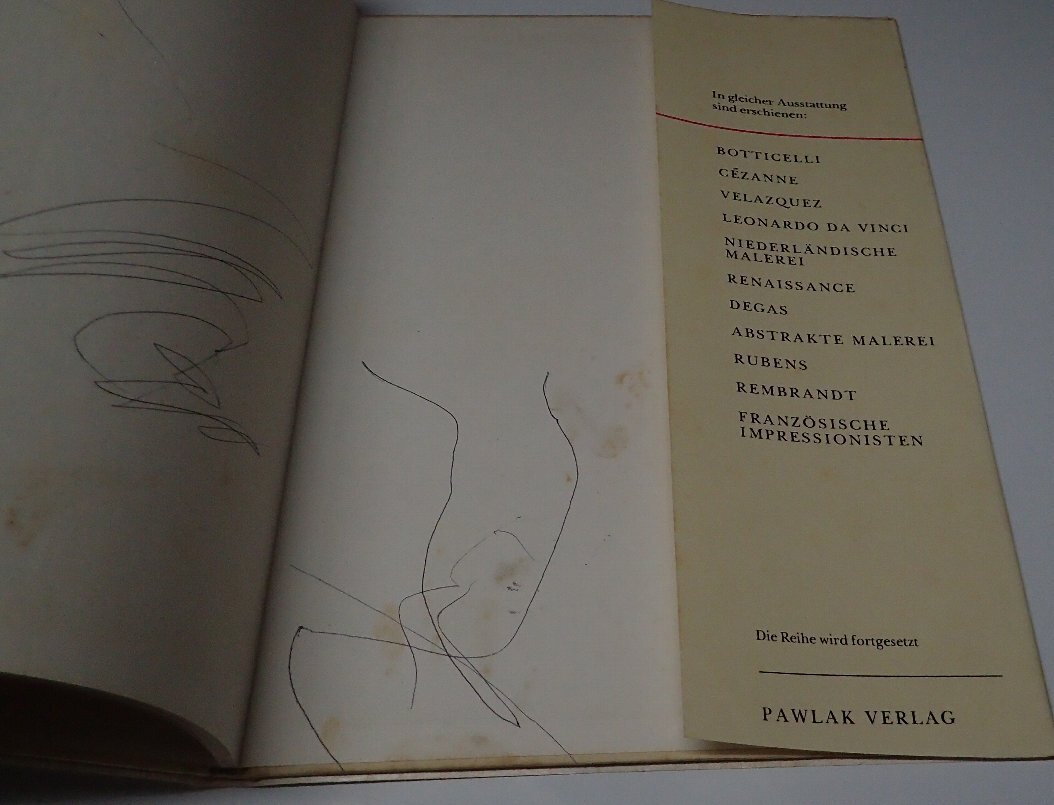 In gleicher Ausstattung
sind erschienen:
BOTTICELLI
CÉZANNE
VELAZQUEZ
LEONARDO DA VINCI
NIEDERLÄNDISCHE
MALEREI
RENAISSANCE
DEGAS
ABSTRAKTE MALEREI
RUBENS
REMBRANDT
FRANZÖSISCHE
IMPRESSIONISTEN
Die Reihe wird fortgesetzt
PAWLAK VERLAG